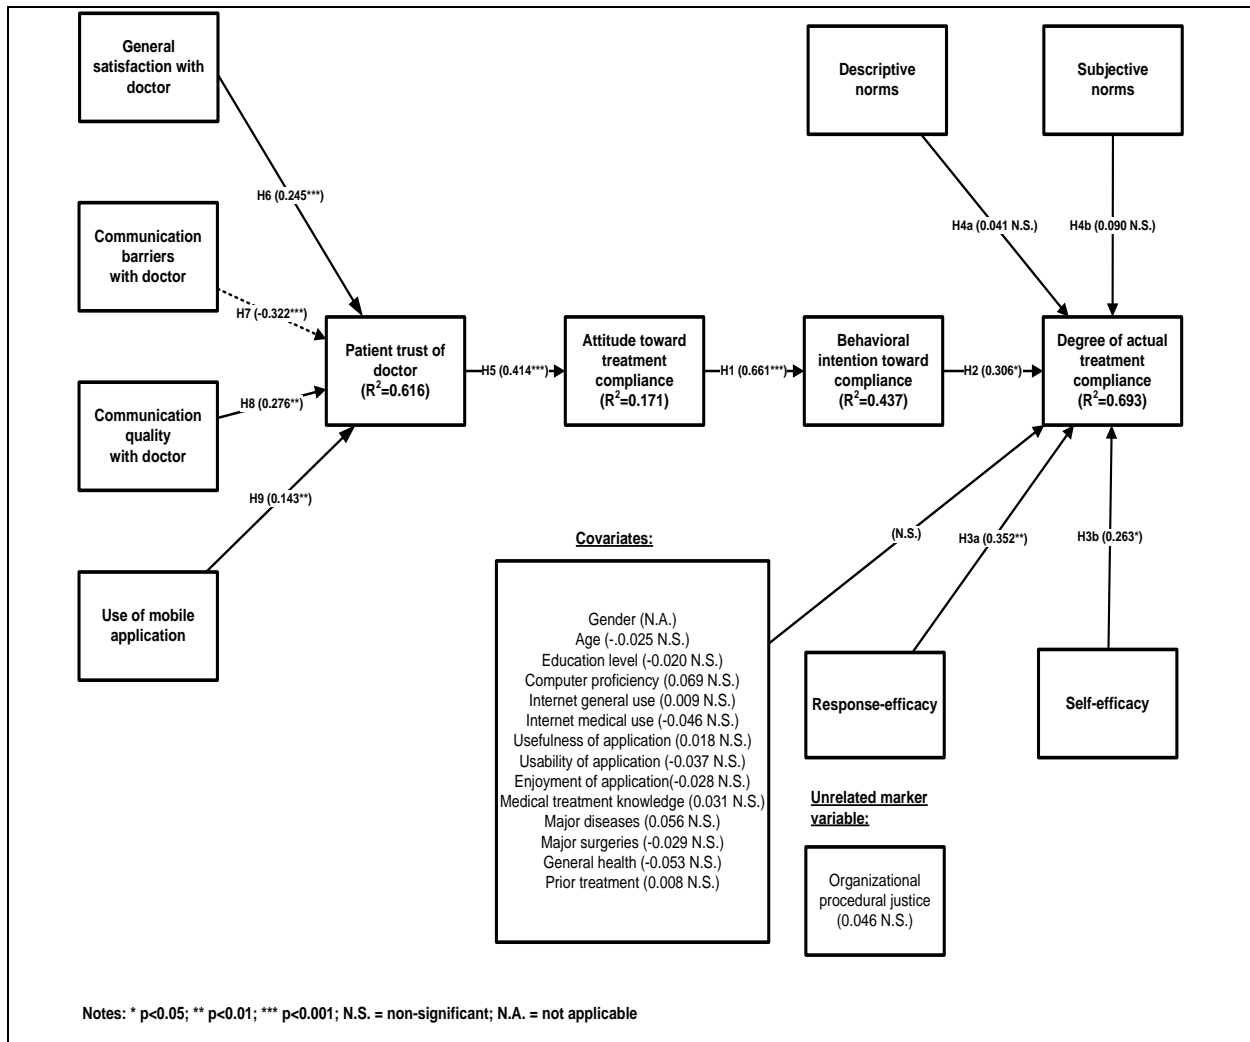 General
satisfaction with
doctor
Descriptive
norms
Subjective
norms
H6 (0.245***)
Communication
barriers
with doctor
H4a (0.041 N.S.)
H4b (0.090 N.S.)
H7 (-0.322***)
Patient trust of
doctor
(R²=0.616)
H5 (0.414***)
Attitude toward
treatment
compliance
(R²=0.171)
H1 (0.661***)
Behavioral
intention toward
compliance
(R²=0.437)
H2 (0.306*)
Degree of actual
treatment
compliance
(R²=0.693)
H8 (0.276**)
Communication
quality
with doctor
H9 (0.143**)
Use of mobile
application
(N.S.)
H3a (0.352**)
H3b (0.263*)
Covariates:
Gender (N.A.)
Age (-.0.025 N.S.)
Education level (-0.020 N.S.)
Computer proficiency (0.069 N.S.)
Internet general use (0.009 N.S.)
Internet medical use (-0.046 N.S.)
Usefulness of application (0.018 N.S.)
Usability of application (-0.037 N.S.)
Enjoyment of application(-0.028 N.S.)
Medical treatment knowledge (0.031 N.S.)
Major diseases (0.056 N.S.)
Major surgeries (-0.029 N.S.)
General health (-0.053 N.S.)
Prior treatment (0.008 N.S.)
Response-efficacy
Self-efficacy
Unrelated marker
variable:
Organizational
procedural justice
(0.046 N.S.)
Notes: * p<0.05; ** p<0.01; *** p<0.001; N.S. = non-significant; N.A. = not applicable